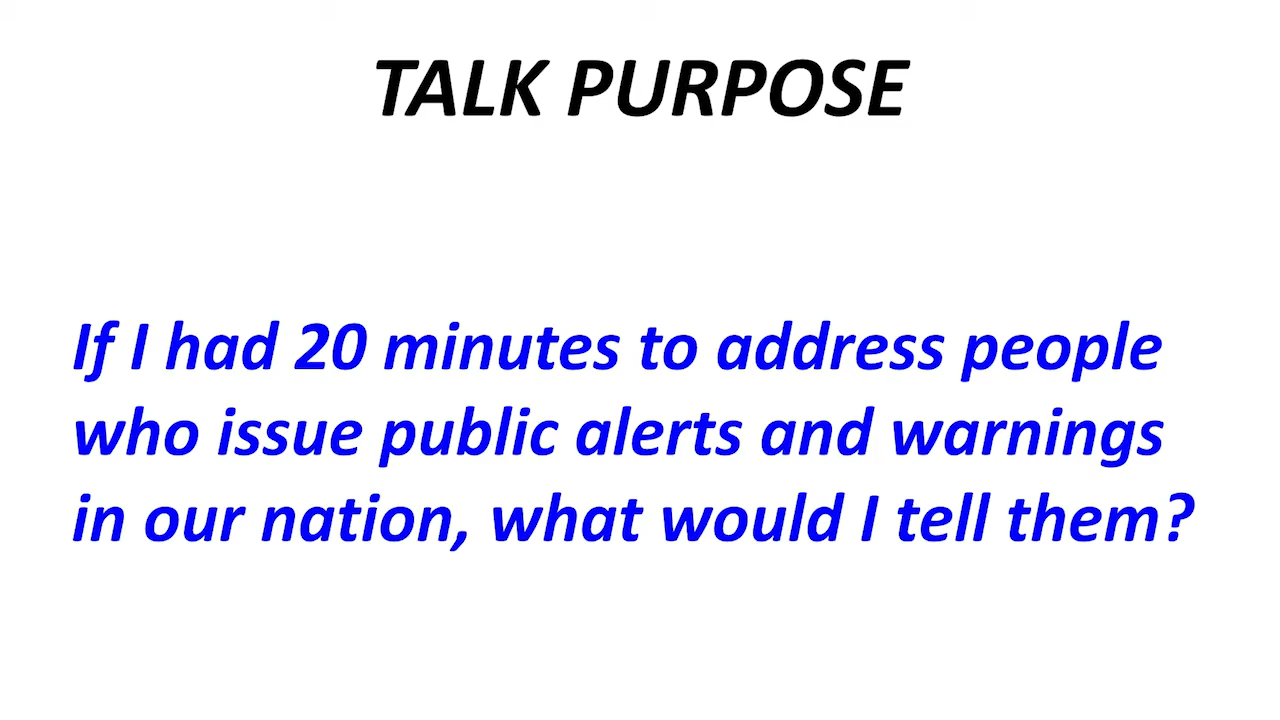 TALK PURPOSE
If I had 20 minutes to address people
who issue public alerts and warnings
in our nation, what would I tell them?